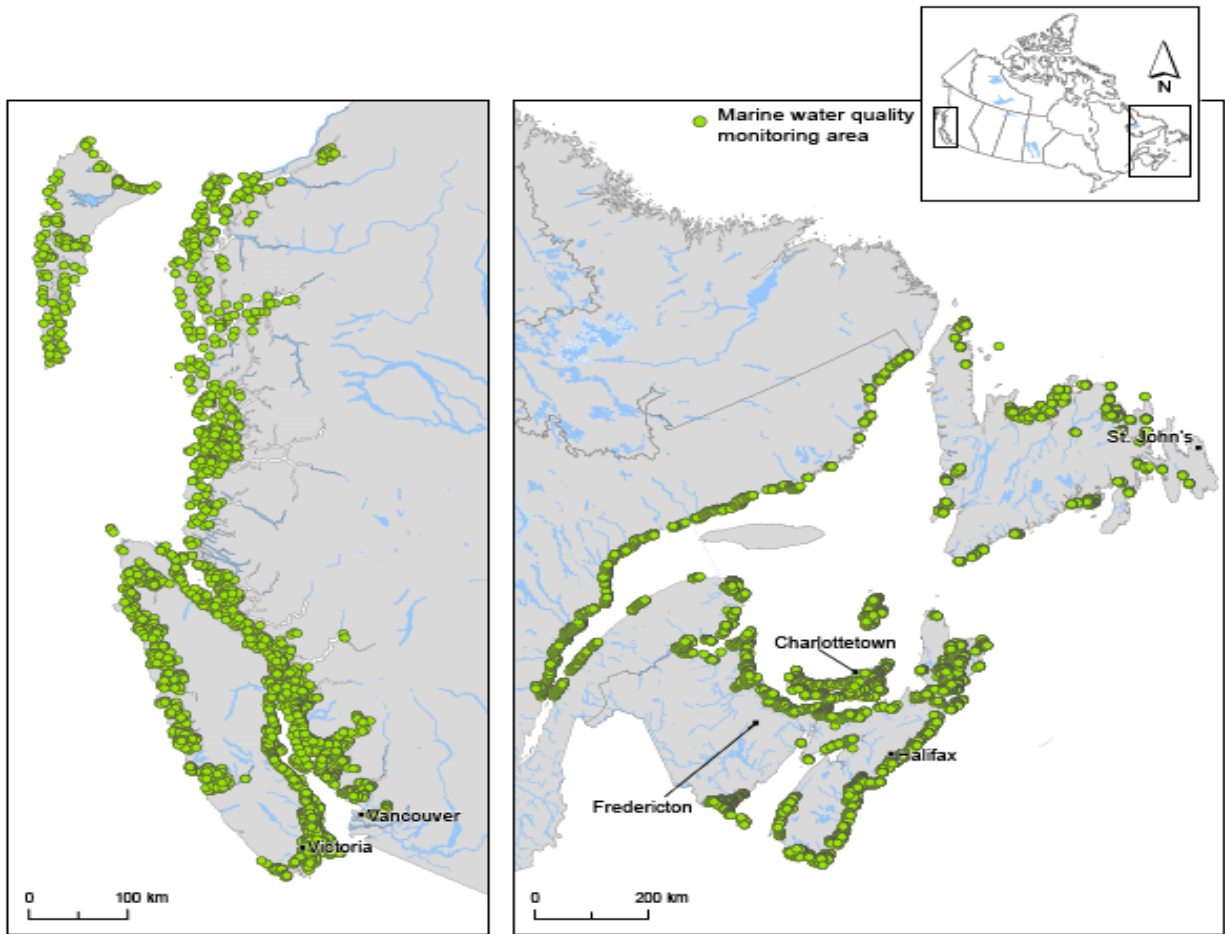 N
Marine water quality
monitoring area
St. John's
Charlottetown
Halifax
Fredericton
Vancouver
Victoria
0 100 km
0 200 km